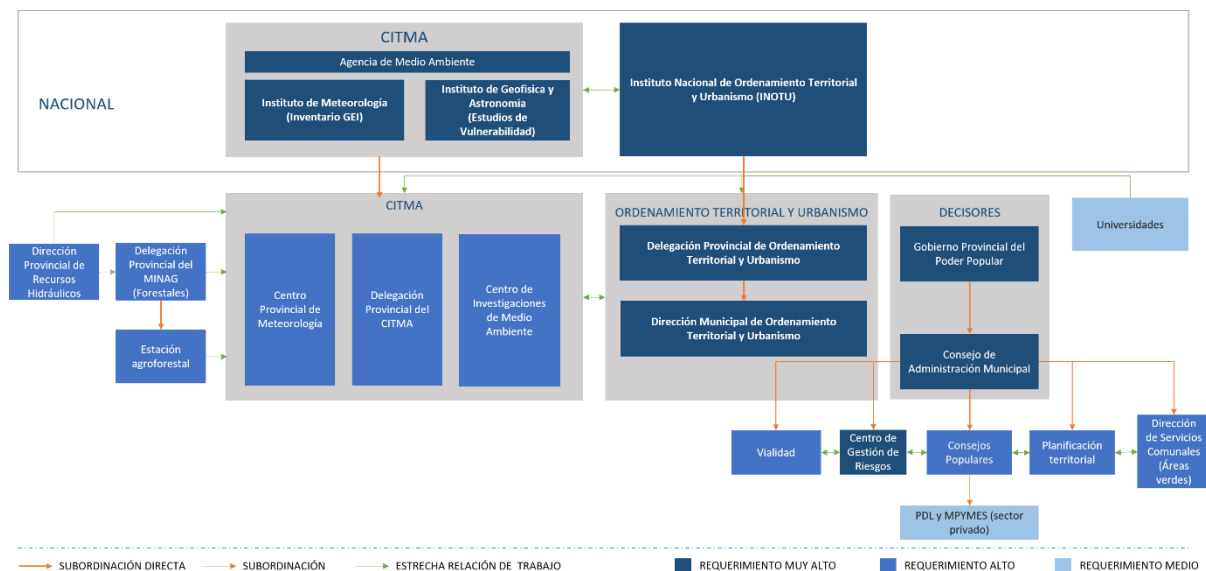 NACIONAL
CITMA
Agencia de Medio Ambiente
Instituto de Meteorología
(Inventario GEI)
Instituto de Geofísica y
Astronomia
(Estudios de
Vulnerabilidad)
Instituto Nacional de Ordenamiento Territorial
y Urbanismo (INOTU)
Dirección
Provincial de
Recursos
Hidráulicos
Delegación
Provincial del
MINAG
(Forestales)
Estación
agroforestal
CITMA
Centro
Provincial de
Meteorología
Delegación
Provincial del
CITMA
Centro de
Investigaciones
de Medio
Ambiente
ORDENAMIENTO TERRITORIAL Y URBANISMO
Delegación Provincial de Ordenamiento
Territorial y Urbanismo
Dirección Municipal de Ordenamiento
Territorial y Urbanismo
DECISORES
Gobierno Provincial del
Poder Popular
Consejo de
Administración Municipal
Universidades
Vialidad
Centro de
Gestión de
Riesgos
Consejos
Populares
Planificación
territorial
Dirección
de Servicios
Comunales
(Áreas
verdes)
PDL y MPYMES (sector
privado)
SUBORDINACIÓN DIRECTA
SUBORDINACIÓN
ESTRECHA RELACIÓN DE TRABAJO
REQUERIMIENTO MUY ALTO
REQUERIMIENTO ALTO
REQUERIMIENTO MEDIO